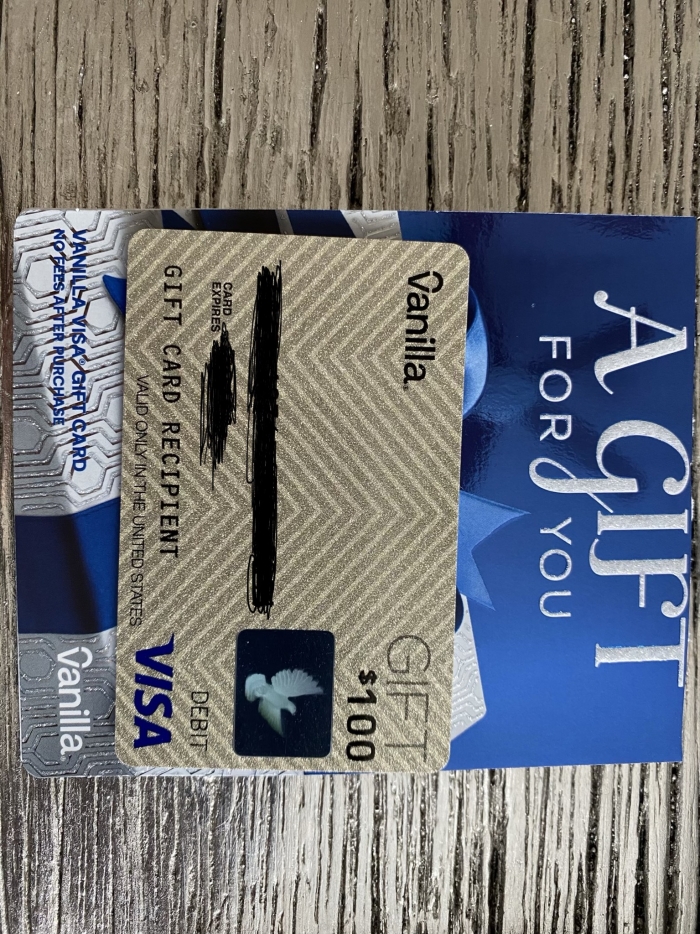 A GIFT
FOR YOU
Vanilla
GIFT
$100
CARD
EXPIRES
GIFT CARD RECIPIENT
VALID ONLY IN THE UNITED STATES
DEBIT
VISA
VANILLA VISA® GIFT CARD
NO FEES AFTER PURCHASE
Vanilla